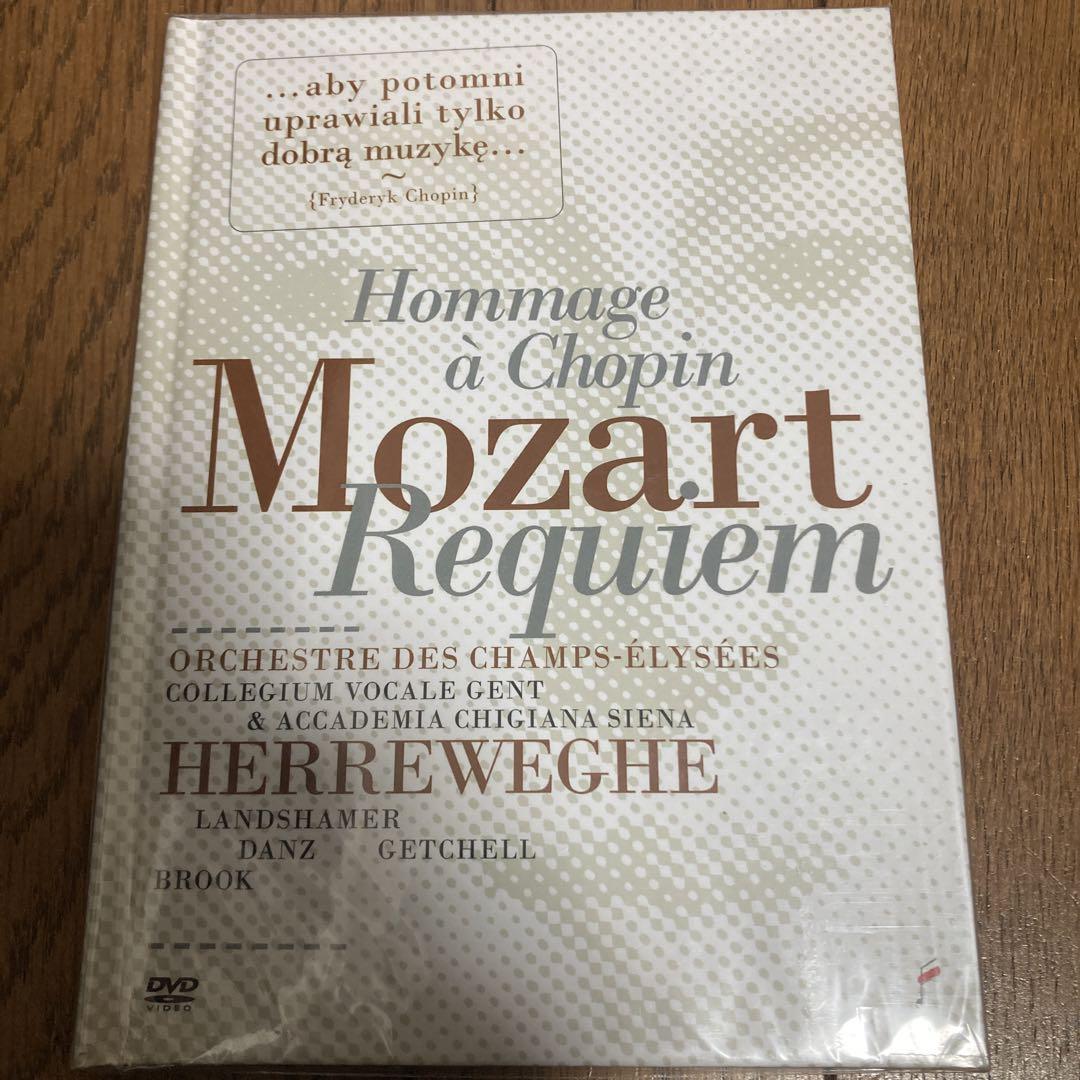 ...aby potomni
uprawiali tylko
dobrą muzykę...
~
{Fryderyk Chopin}
Hommage
à Chopin
Mozart
Requiem
ORCHESTRE DES CHAMPS-ÉLYSÉES
COLLEGIUM VOCALE GENT
& ACCADEMIA CHIGIANA SIENA
HERREWEGHE
LANDSHAMER
DANZ GETCHELL
BROOK
DVD
VIDEO